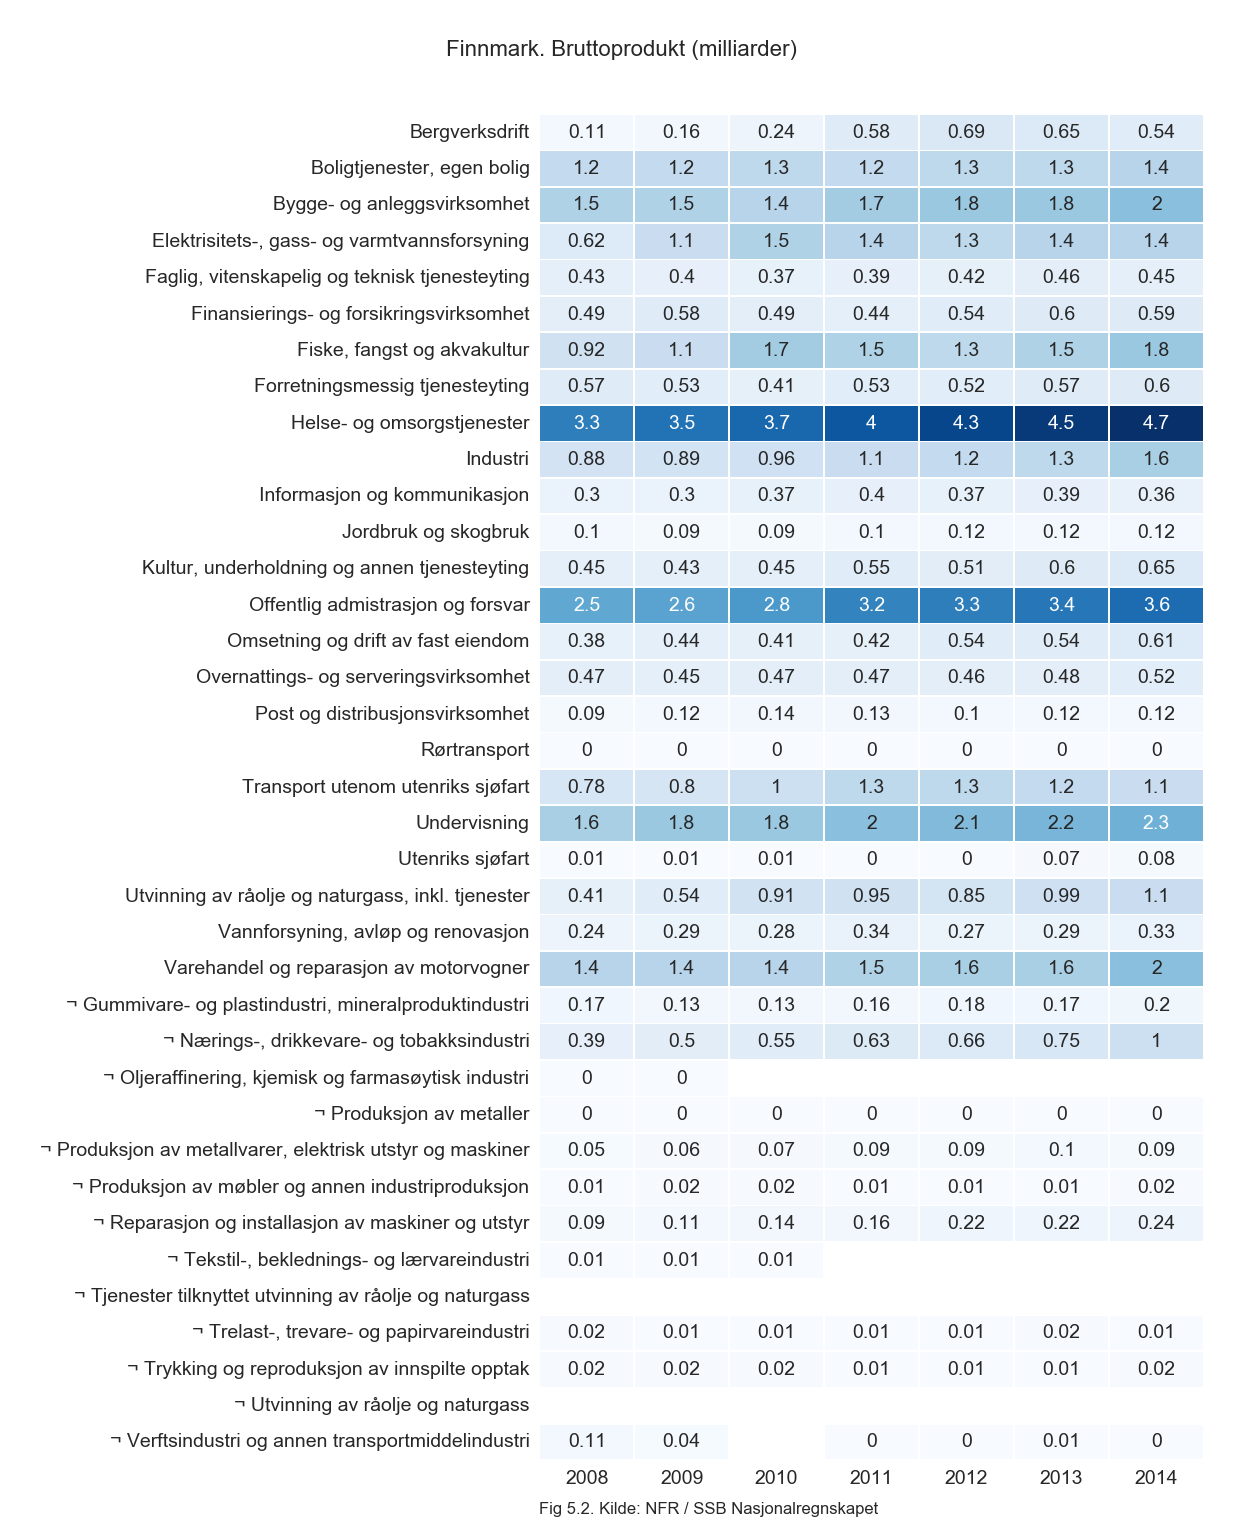 Finnmark. Bruttoprodukt (milliarder)
Bergverksdrift 0.11 0.16 0.24 0.58 0.69 0.65 0.54
Boligtjenester, egen bolig 1.2 1.2 1.3 1.2 1.3 1.3 1.4
Bygge- og anleggsvirksomhet 1.5 1.5 1.4 1.7 1.8 1.8 2
Elektrisitets-, gass- og varmtvannsforsyning 0.62 1.1 1.5 1.4 1.3 1.4 1.4
Faglig, vitenskapelig og teknisk tjenesteyting 0.43 0.4 0.37 0.39 0.42 0.46 0.45
Finansierings- og forsikringsvirksomhet 0.49 0.58 0.49 0.44 0.54 0.6 0.59
Fiske, fangst og akvakultur 0.92 1.1 1.7 1.5 1.3 1.5 1.8
Forretningsmessig tjenesteyting 0.57 0.53 0.41 0.53 0.52 0.57 0.6
Helse- og omsorgstjenester 3.3 3.5 3.7 4 4.3 4.5 4.7
Industri 0.88 0.89 0.96 1.1 1.2 1.3 1.6
Informasjon og kommunikasjon 0.3 0.3 0.37 0.4 0.37 0.39 0.36
Jordbruk og skogbruk 0.1 0.09 0.09 0.1 0.12 0.12 0.12
Kultur, underholdning og annen tjenesteyting 0.45 0.43 0.45 0.55 0.51 0.6 0.65
Offentlig admistrasjon og forsvar 2.5 2.6 2.8 3.2 3.3 3.4 3.6
Omsetning og drift av fast eiendom 0.38 0.44 0.41 0.42 0.54 0.54 0.61
Overnattings- og serveringsvirksomhet 0.47 0.45 0.47 0.47 0.46 0.48 0.52
Post og distribusjonsvirksomhet 0.09 0.12 0.14 0.13 0.1 0.12 0.12
Rørtransport 0 0 0 0 0 0 0
Transport utenom utenriks sjøfart 0.78 0.8 1 1.3 1.3 1.2 1.1
Undervisning 1.6 1.8 1.8 2 2.1 2.2 2.3
Utenriks sjøfart 0.01 0.01 0.01 0 0 0.07 0.08
Utvinning av råolje og naturgass, inkl. tjenester 0.41 0.54 0.91 0.95 0.85 0.99 1.1
Vannforsyning, avløp og renovasjon 0.24 0.29 0.28 0.34 0.27 0.29 0.33
Varehandel og reparasjon av motorvogner 1.4 1.4 1.4 1.5 1.6 1.6 2
¬ Gummivare- og plastindustri, mineralproduktindustri 0.17 0.13 0.13 0.16 0.18 0.17 0.2
¬ Nærings-, drikkevare- og tobakksindustri 0.39 0.5 0.55 0.63 0.66 0.75 1
¬ Oljeraffinering, kjemisk og farmasøytisk industri 0 0
¬ Produksjon av metaller 0 0 0 0 0 0 0
¬ Produksjon av metallvarer, elektrisk utstyr og maskiner 0.05 0.06 0.07 0.09 0.09 0.1 0.09
¬ Produksjon av møbler og annen industriproduksjon 0.01 0.02 0.02 0.01 0.01 0.01 0.02
¬ Reparasjon og installasjon av maskiner og utstyr 0.09 0.11 0.14 0.16 0.22 0.22 0.24
¬ Tekstil-, beklednings- og lærvareindustri 0.01 0.01 0.01
¬ Tjenester tilknyttet utvinning av råolje og naturgass
¬ Trelast-, trevare- og papirvareindustri 0.02 0.01 0.01 0.01 0.01 0.02 0.01
¬ Trykking og reproduksjon av innspilte opptak 0.02 0.02 0.02 0.01 0.01 0.01 0.02
¬ Utvinning av råolje og naturgass
¬ Verftsindustri og annen transportmiddelindustri 0.11 0.04 0 0 0.01 0
2008 2009 2010 2011 2012 2013 2014
Fig 5.2. Kilde: NFR / SSB Nasjonalregnskapet